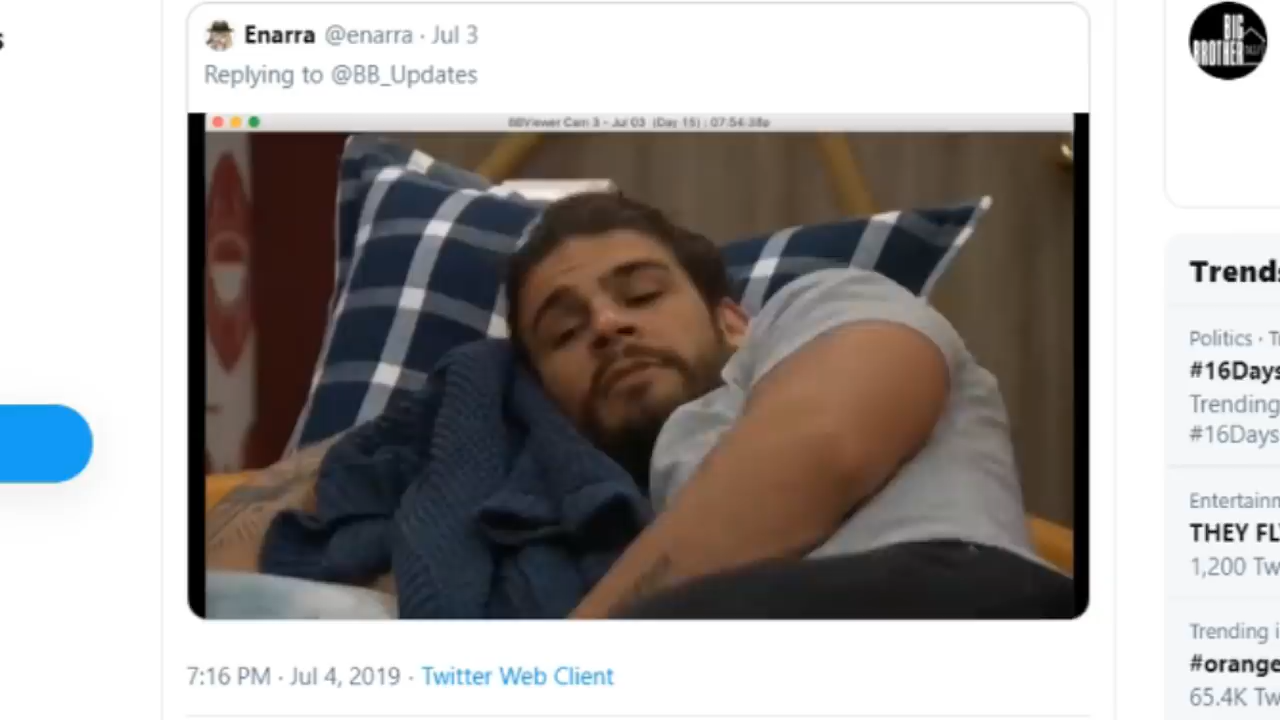 s
Enarra @enarra · Jul 3
Replying to @BB_Updates
BBViewer Cam 3 - Jul 03 (Day 15) : 07:54:38p
7:16 PM · Jul 4, 2019 · Twitter Web Client
BIG
BROTHER
Trends
Politics · T
#16Days
Trending
#16Days
Entertainm
THEY FL
1,200 Tw
Trending i
#orange
65.4K Tw